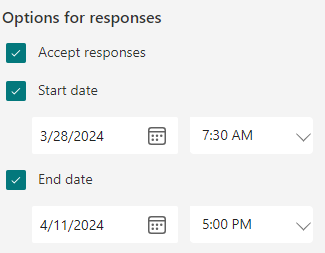 Options for responses
Accept responses
Start date
3/28/2024 7:30 AM
End date
4/11/2024 5:00 PM